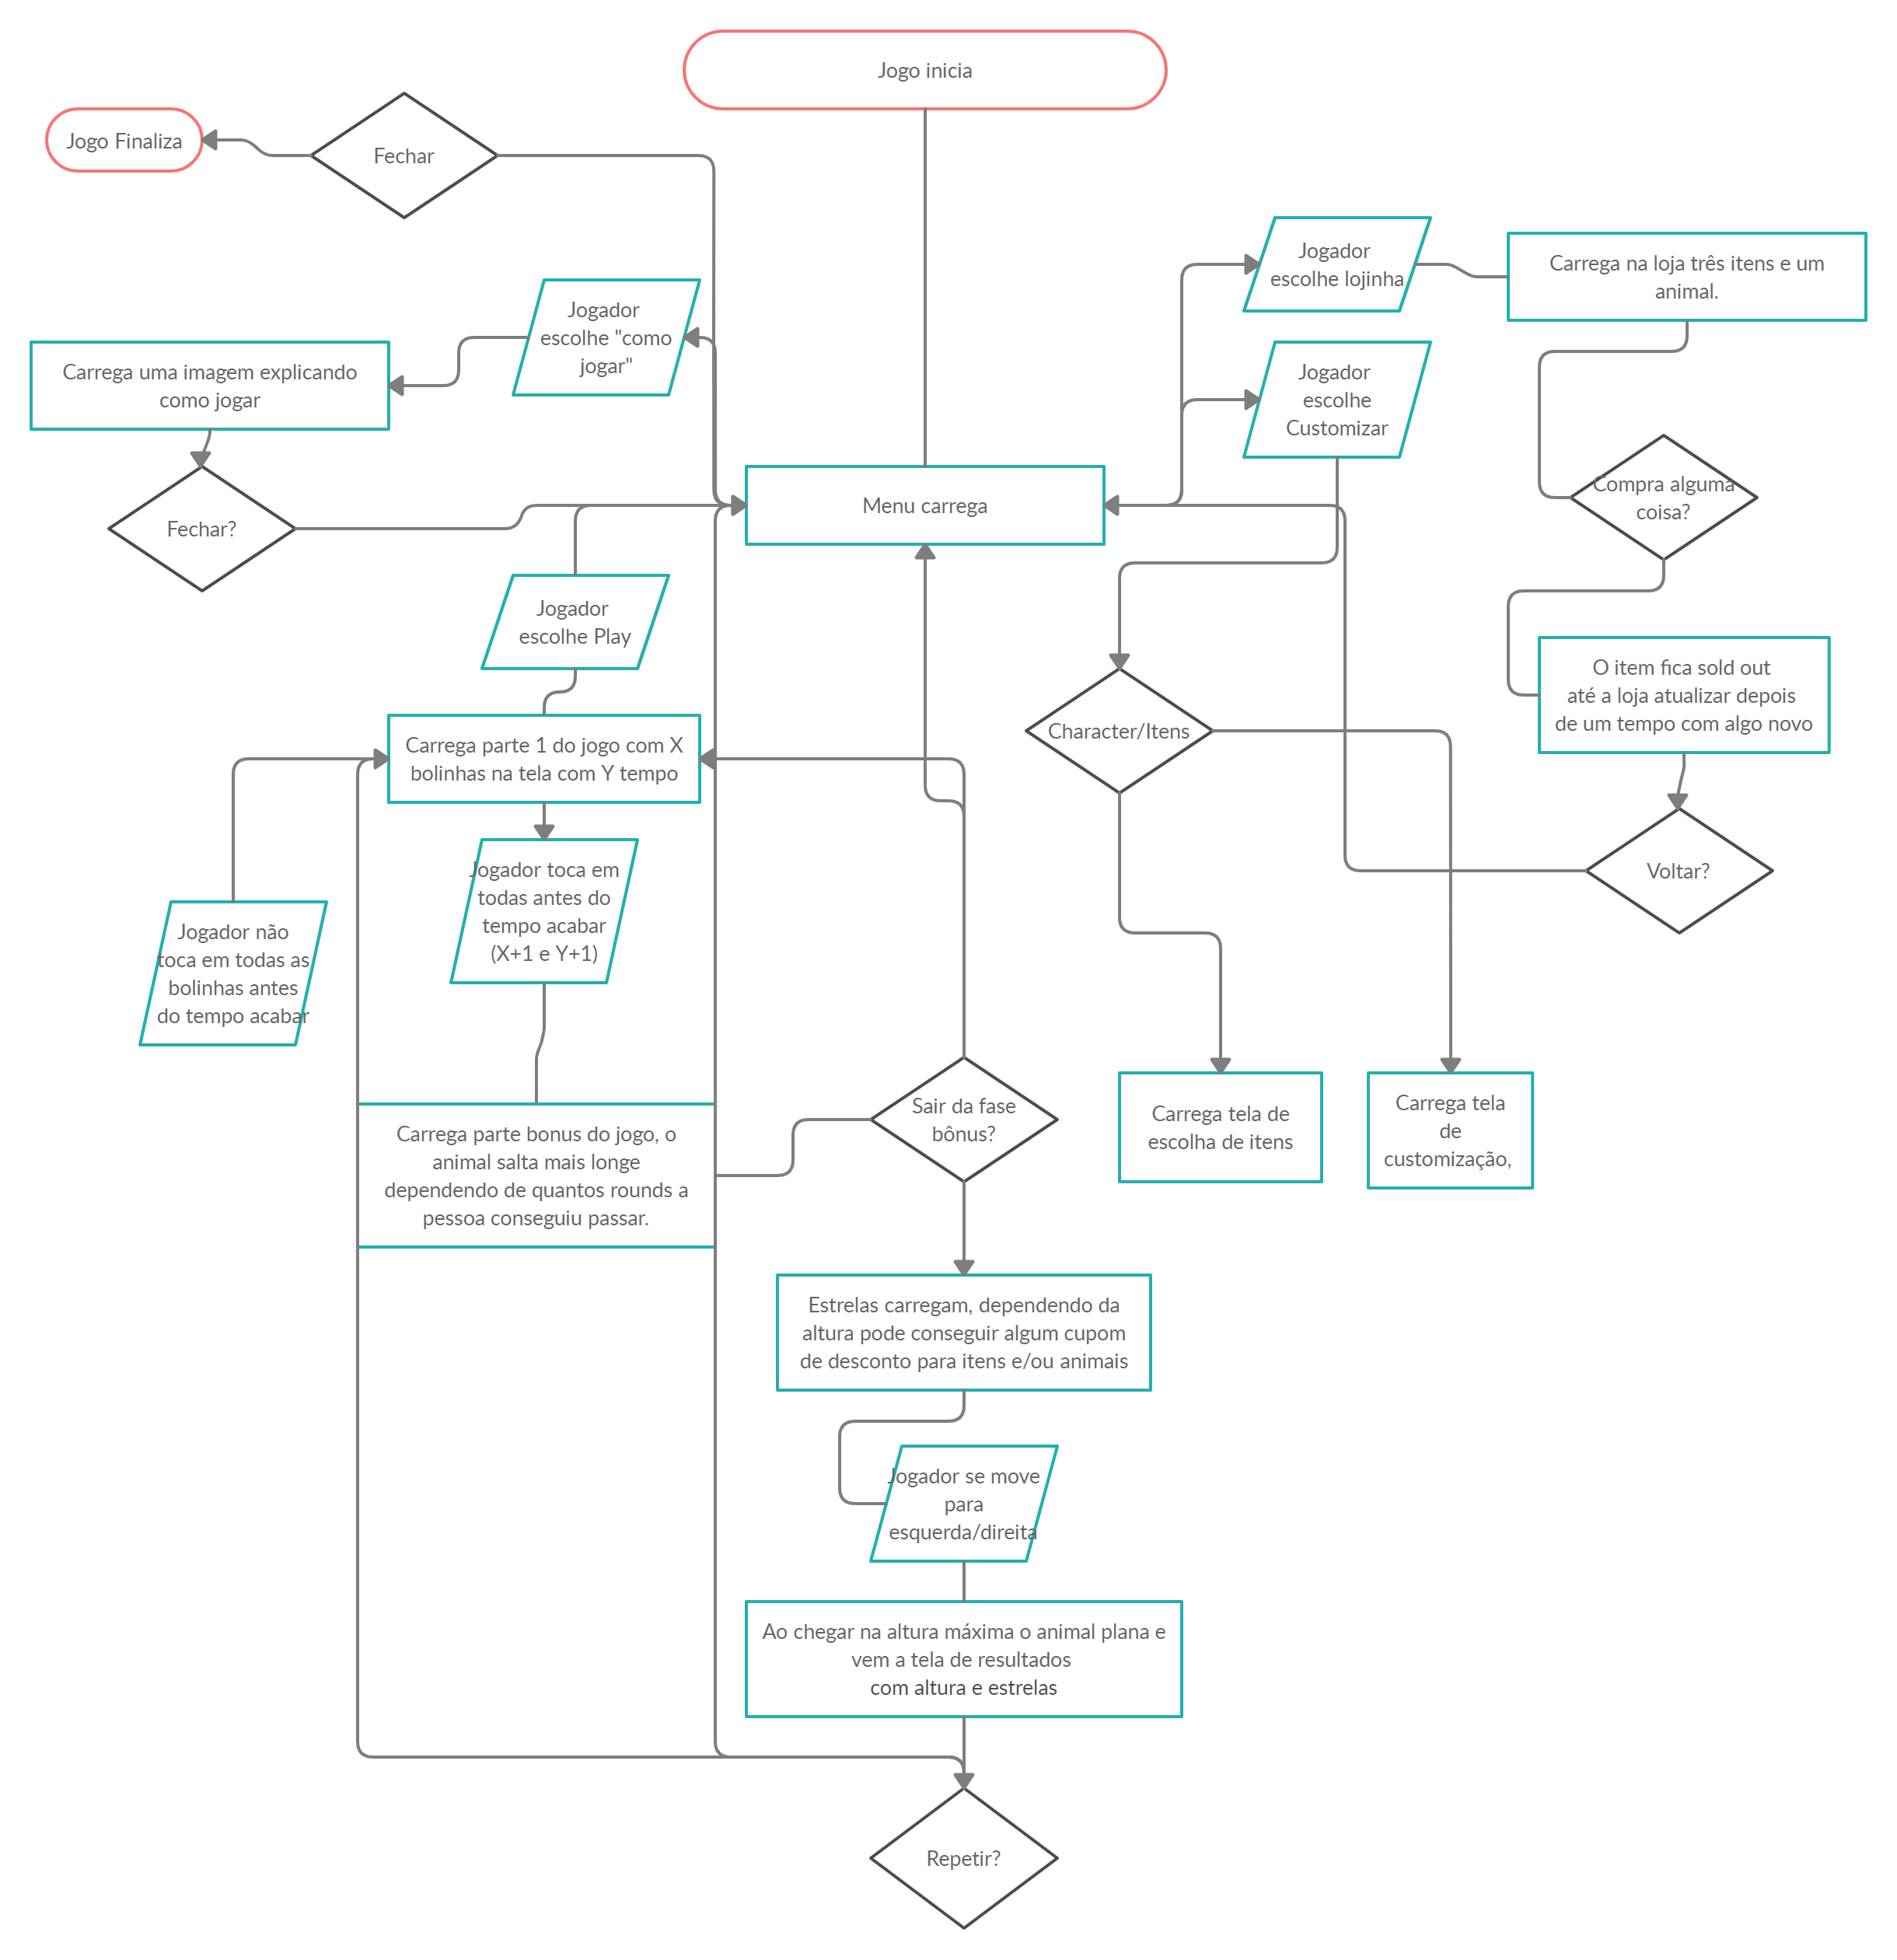 Jogo inicia
Jogo Finaliza
Fechar
Jogador
escolhe lojinha
Carrega na loja três itens e um
animal.
Jogador
escolhe "como
jogar"
Carrega uma imagem explicando
como jogar
Jogador
escolhe
Customizar
Compra alguma
coisa?
Menu carrega
Fechar?
Jogador
escolhe Play
O item fica sold out
até a loja atualizar depois
de um tempo com algo novo
Character/Itens
Carrega parte 1 do jogo com X
bolinhas na tela com Y tempo
Voltar?
Jogador toca em
todas antes do
tempo acabar
(X+1 e Y+1)
Jogador não
toca em todas as
bolinhas antes
do tempo acabar
Sair da fase
bônus?
Carrega tela de
escolha de itens
Carrega tela
de
customização,
Carrega parte bonus do jogo, o
animal salta mais longe
dependendo de quantos rounds a
pessoa conseguiu passar.
Estrelas carregam, dependendo da
altura pode conseguir algum cupom
de desconto para itens e/ou animais
Jogador se move
para
esquerda/direita
Ao chegar na altura máxima o animal plana e
vem a tela de resultados
com altura e estrelas
Repetir?